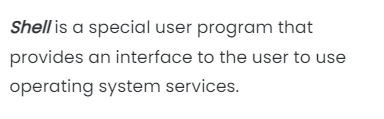 Shell is a special user program that
provides an interface to the user to use
operating system services.